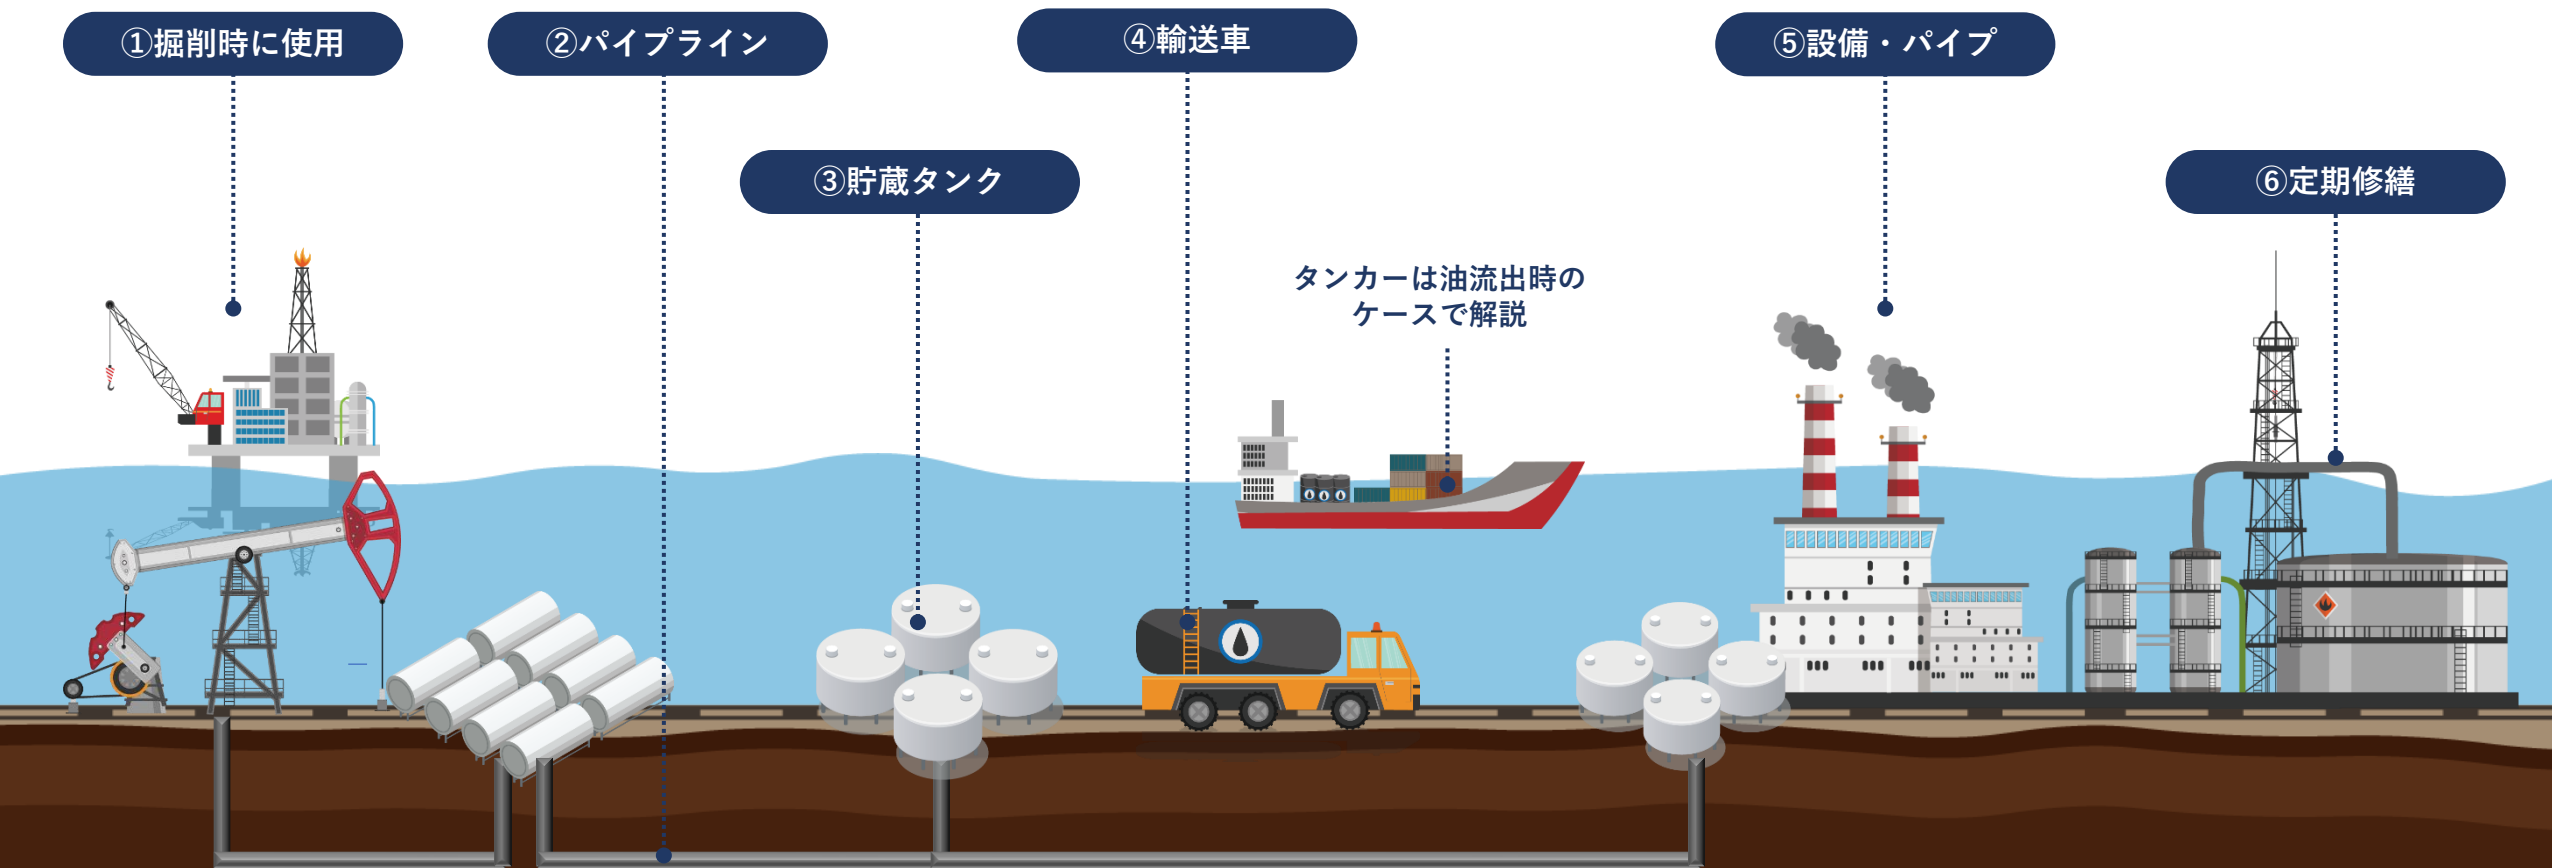 ①掘削時に使用
②パイプライン
③貯蔵タンク
④輸送車
タンカーは油流出時の
ケースで解説
⑤設備・パイプ
⑥定期修繕